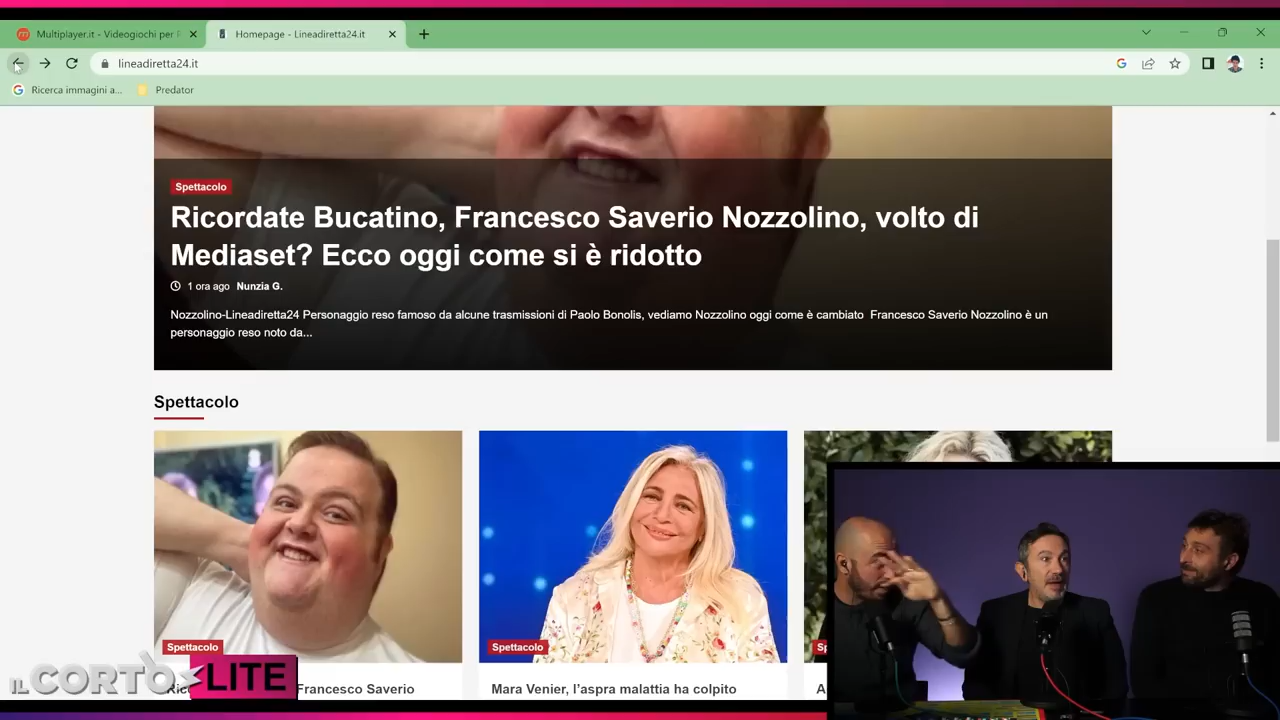 Multiplayer.it - Videogiochi per
Homepage - Lineadiretta24.it
lineadiretta24.it
Ricerca immagini a...
Predator
Spettacolo
Ricordate Bucatino, Francesco Saverio Nozzolino, volto di
Mediaset? Ecco oggi come si è ridotto
1 ora ago Nunzia G.
Nozzolino-Lineadiretta24 Personaggio reso famoso da alcune trasmissioni di Paolo Bonolis, vediamo Nozzolino oggi come è cambiato Francesco Saverio Nozzolino è un
personaggio reso noto da...
Spettacolo
Spettacolo
Spettacolo
Sp
Francesco Saverio
Mara Venier, l'aspra malattia ha colpito
A
IL CORTÒ LITE